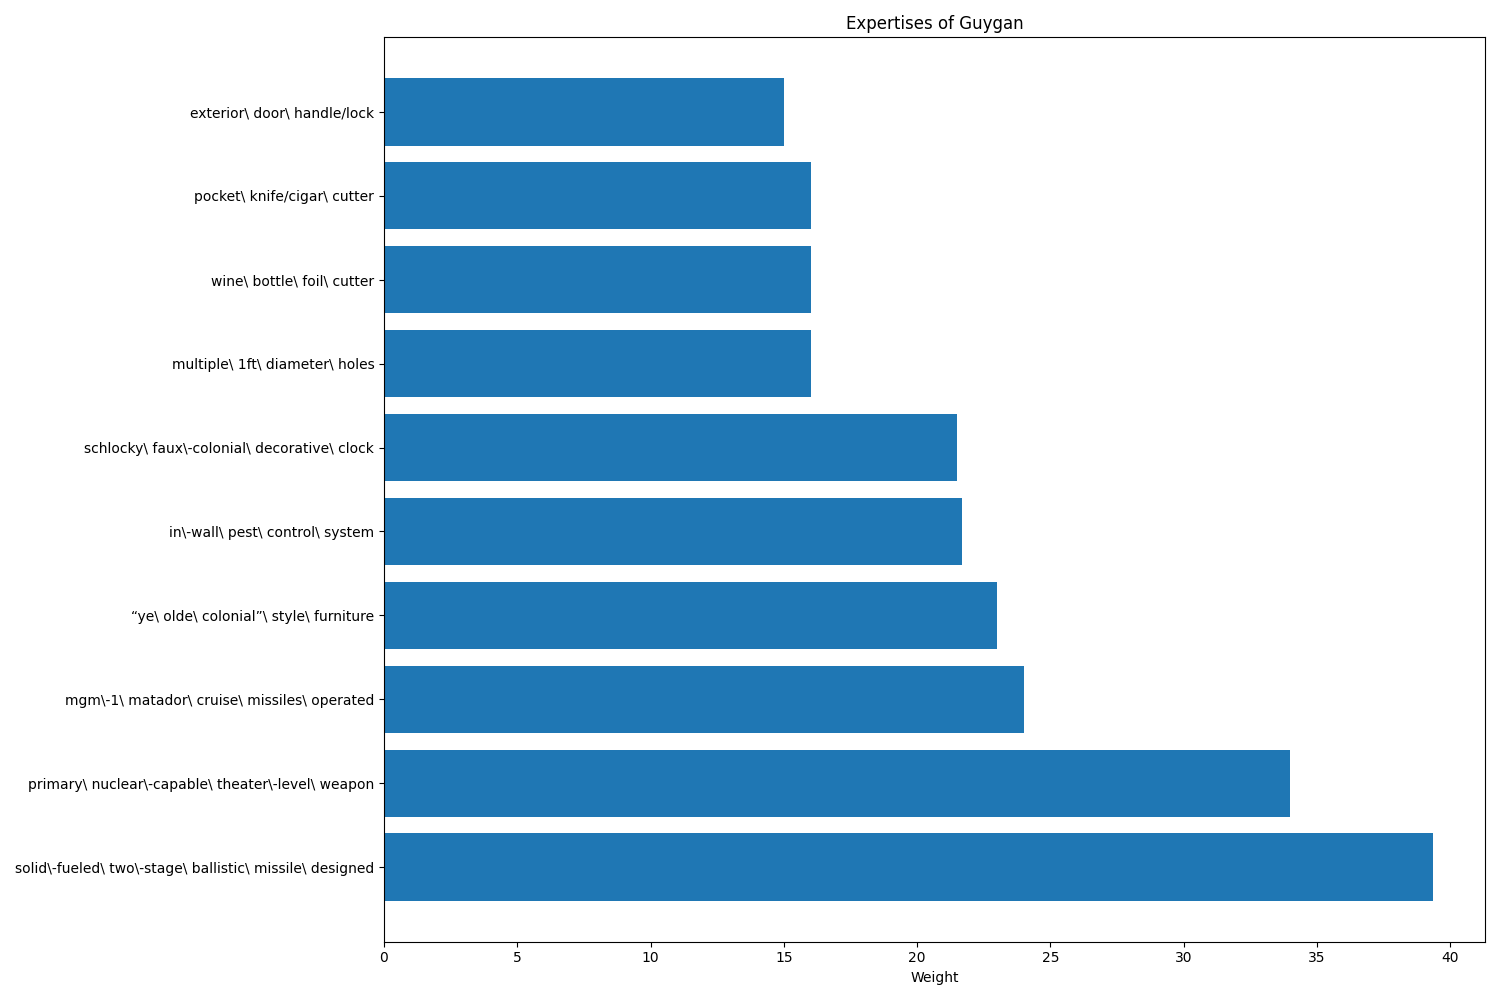 Expertises of Guygan
exterior\ door\ handle/lock
pocket\ knife/cigar\ cutter
wine\ bottle\ foil\ cutter
multiple\ 1ft\ diameter\ holes
schlocky\ faux\-colonial\ decorative\ clock
in\-wall\ pest\ control\ system
“ye\ olde\ colonial”\ style\ furniture
mgm\-1\ matador\ cruise\ missiles\ operated
primary\ nuclear\-capable\ theater\-level\ weapon
solid\-fueled\ two\-stage\ ballistic\ missile\ designed
0 5 10 15 20 25 30 35 40
Weight